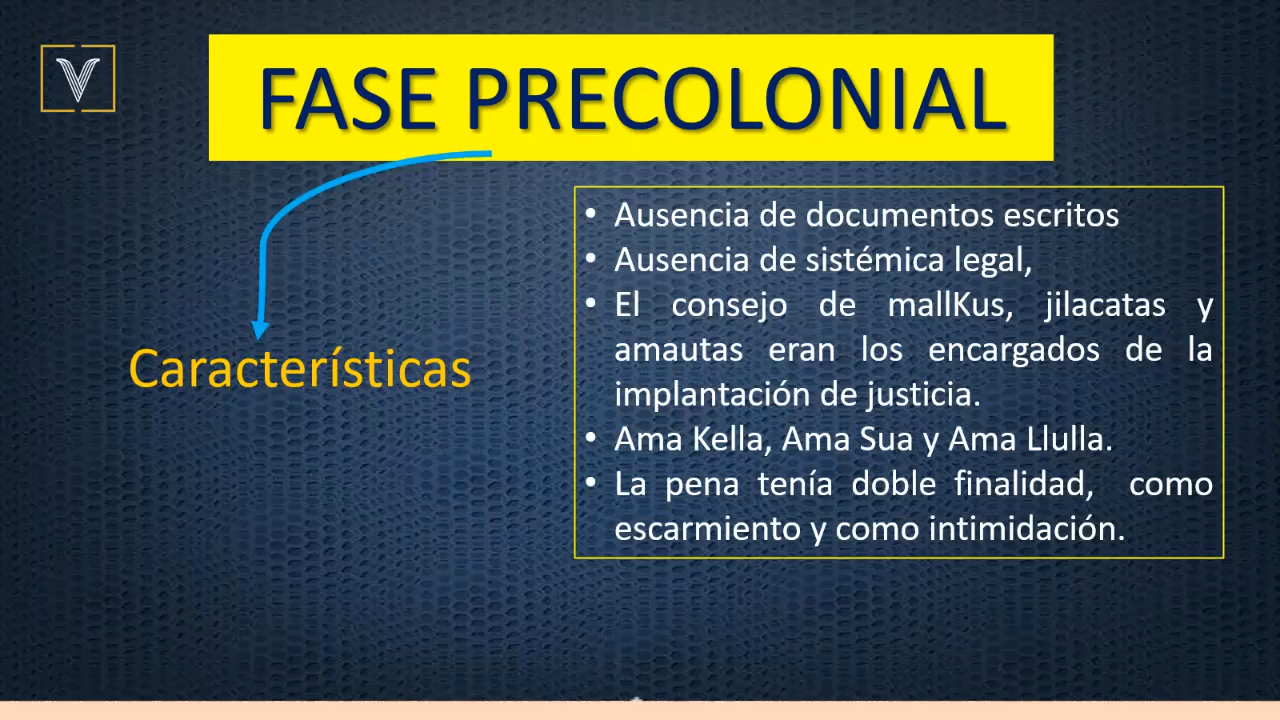 FASE PRECOLONIAL
Características
• Ausencia de documentos escritos
• Ausencia de sistémica legal,
• El consejo de mallKus, jilacatas y
amautas eran los encargados de la
implantación de justicia.
• Ama Kella, Ama Sua y Ama Llulla.
• La pena tenía doble finalidad, como
escarmiento y como intimidación.